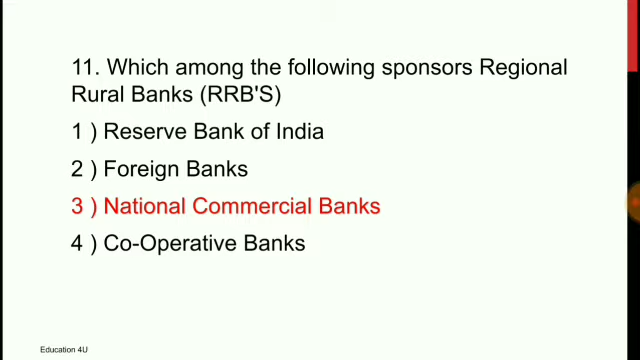 11. Which among the following sponsors Regional
Rural Banks (RRB'S)
1 ) Reserve Bank of India
2 ) Foreign Banks
3 ) National Commercial Banks
4 ) Co-Operative Banks
Education 4U